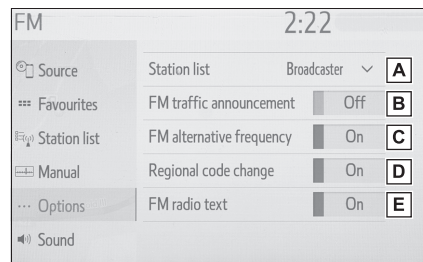 FM 2:22
Source
Favourites
Station list
Manual
Options
Sound
Station list Broadcaster A
FM traffic announcement Off B
FM alternative frequency On C
Regional code change On D
FM radio text On E